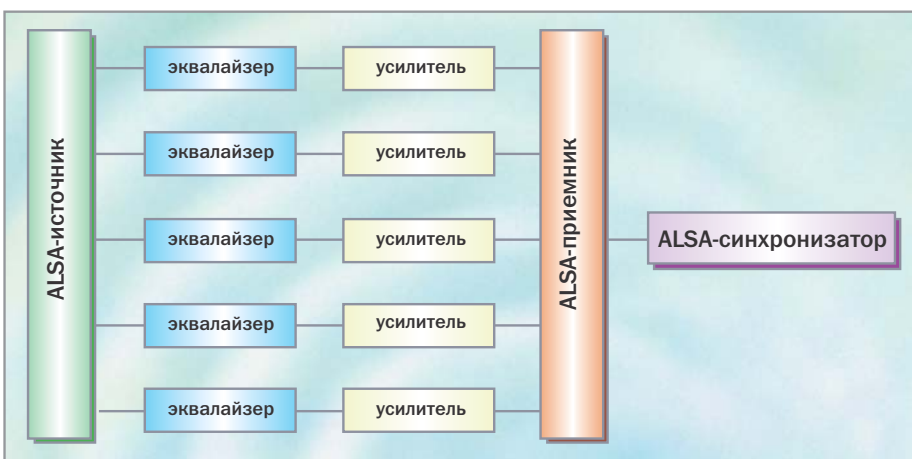 ALSA-источник
эквалайзер усилитель
эквалайзер усилитель
эквалайзер усилитель
эквалайзер усилитель
эквалайзер усилитель
ALSA-приемник
ALSA-синхронизатор